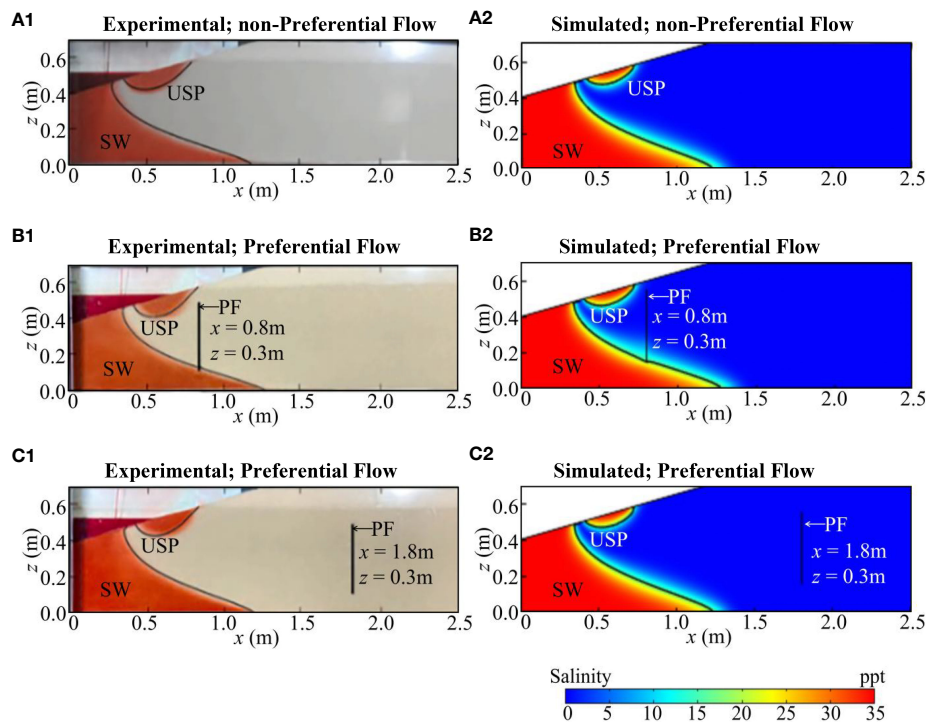 A1
Experimental; non-Preferential Flow
0.6
0.4
0.2
0.0
z (m)
USP
SW
0.0 0.5 1.0 1.5 2.0 2.5
x (m)
A2
Simulated; non-Preferential Flow
0.6
0.4
0.2
0.0
z (m)
USP
SW
0.0 0.5 1.0 1.5 2.0 2.5
x (m)
B1
Experimental; Preferential Flow
0.6
0.4
0.2
0.0
z (m)
←PF
x = 0.8m
z = 0.3m
USP
SW
0.0 0.5 1.0 1.5 2.0 2.5
x (m)
B2
Simulated; Preferential Flow
0.6
0.4
0.2
0.0
z (m)
←PF
x = 0.8m
z = 0.3m
USP
SW
0.0 0.5 1.0 1.5 2.0 2.5
x (m)
C1
Experimental; Preferential Flow
0.6
0.4
0.2
0.0
z (m)
←PF
x = 1.8m
z = 0.3m
USP
SW
0.0 0.5 1.0 1.5 2.0 2.5
x (m)
C2
Simulated; Preferential Flow
0.6
0.4
0.2
0.0
z (m)
←PF
x = 1.8m
z = 0.3m
USP
SW
0.0 0.5 1.0 1.5 2.0 2.5
x (m)
Salinity ppt
0 5 10 15 20 25 30 35